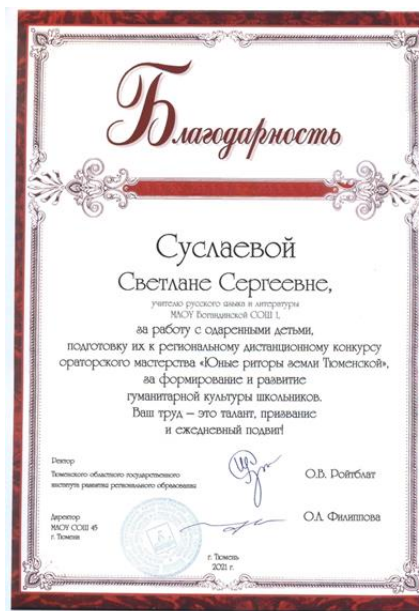 Благодарность
Суслаевой
Светлане Сергеевне,
учителю русского языка и литературы
МАОУ Боровинской СОШ 1,
за работу с одаренными детьми,
подготовку их к региональному дистанционному конкурсу
ораторского мастерства «Юные риторы земли Тюменской»,
за формирование и развитие
гуманитарной культуры школьников.
Ваш труд — это талант, призвание
и ежедневный подвиг!
Ректор
Тюменского областного государственного
института развития регионального образования
О.В. Ройтблат
Директор
МАОУ СОШ 45
г. Тюмени
О.А. Филиппова
г. Тюмень
2021 г.